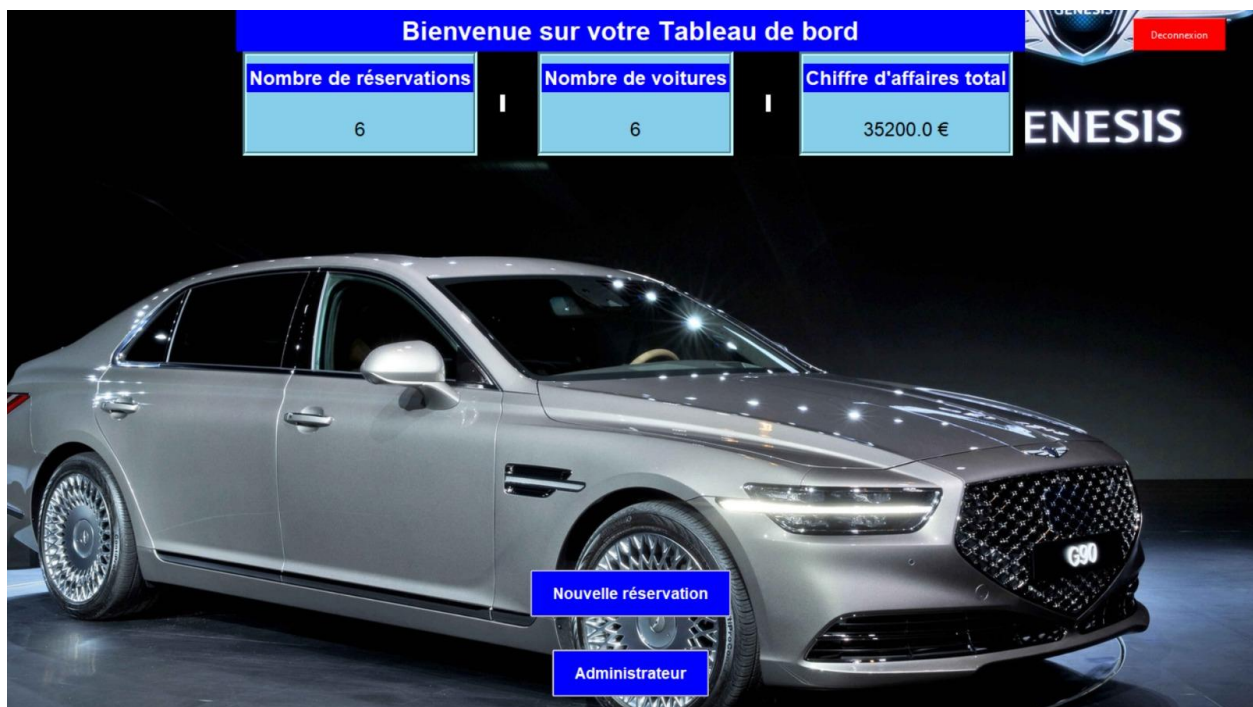 Bienvenue sur votre Tableau de bord
Deconnexion
Nombre de réservations
Nombre de voitures
Chiffre d'affaires total
6
6
35200.0 €
ENESIS
Nouvelle réservation
G90
Administrateur